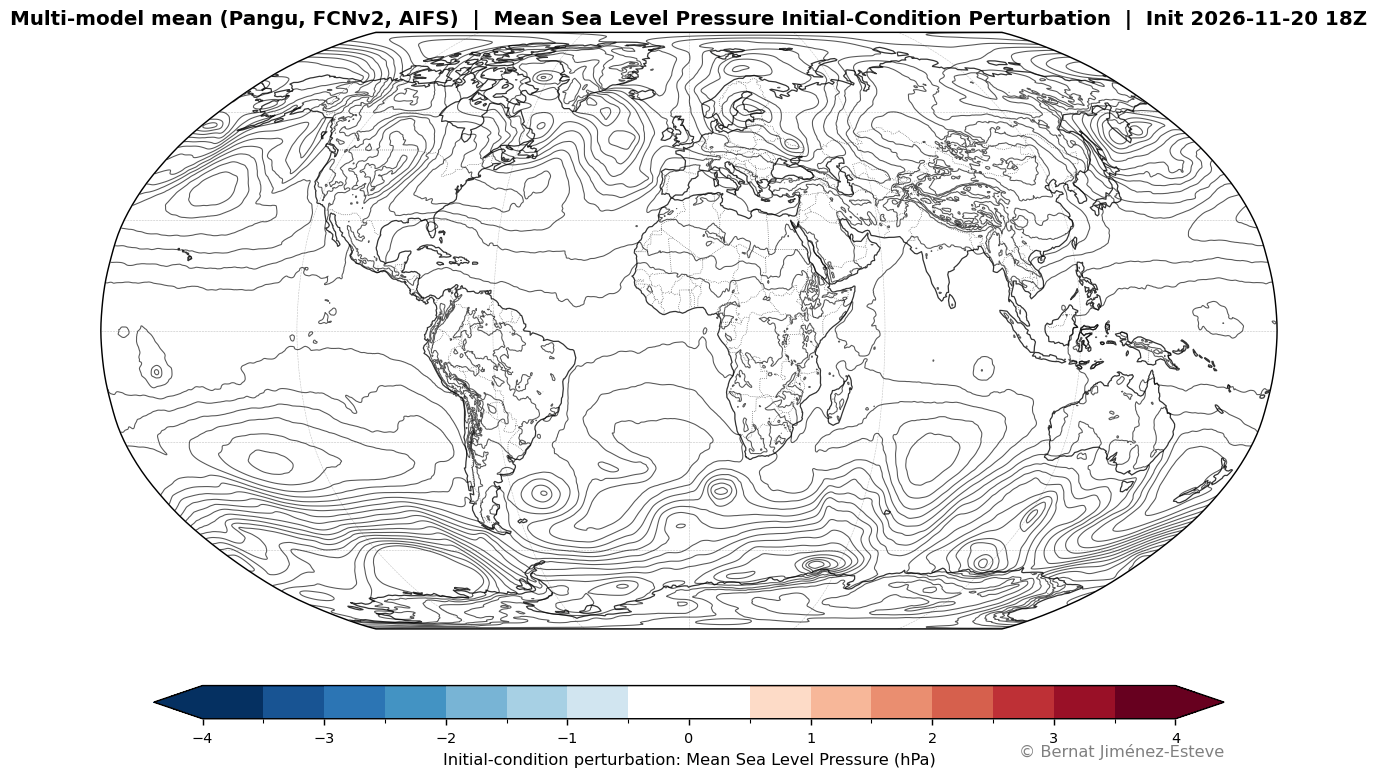 Multi-model mean (Pangu, FCNv2, AIFS)  |  Mean Sea Level Pressure Initial-Condition Perturbation  |  Init 2026-11-20 18Z
−4 −3 −2 −1 0 1 2 3 4
Initial-condition perturbation: Mean Sea Level Pressure (hPa)
© Bernat Jiménez-Esteve